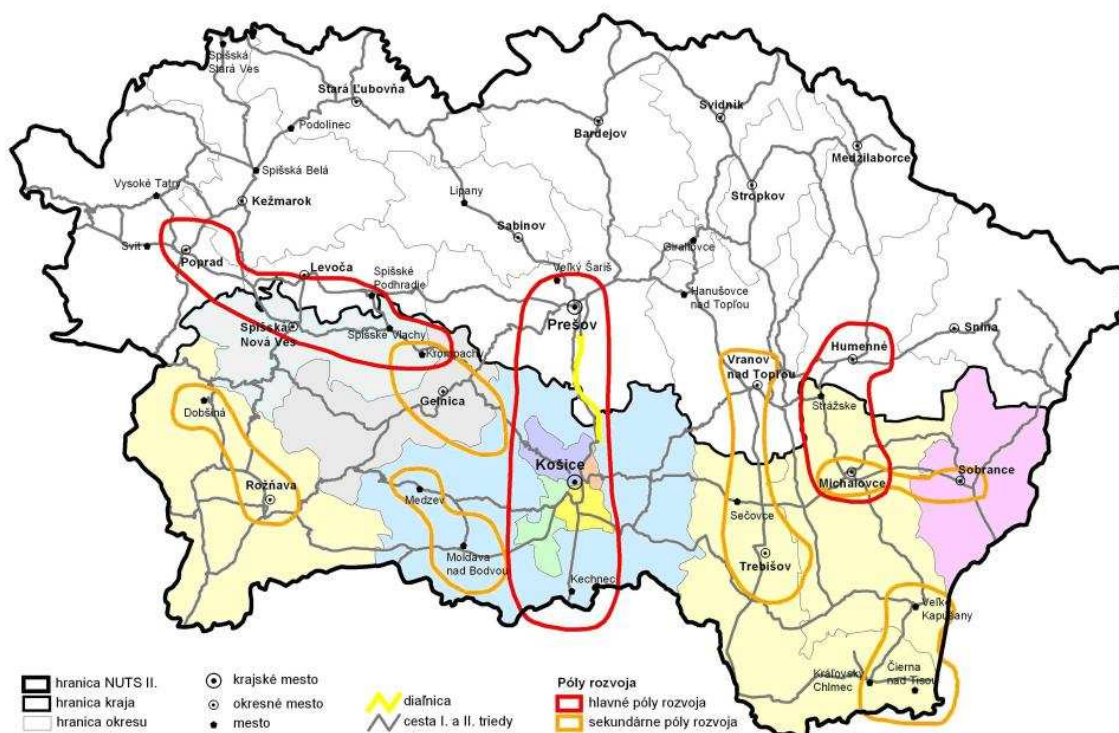 Spišská
Stará Ves
Stará Ľubovňa
Podolínec
Svidník
Bardejov
Medzilaborce
Vysoké Tatry
Spišská Belá
Kežmarok
Lipany
Stropkov
Sabinov
Svit
Poprad
Levoča
Spišské
Podhradie
Veľký Šariš
Giraltovce
Hanušovce
nad Topľou
Prešov
Snina
Humenné
Spišská
Nová Ves
Spišské Vlachy
Krompachy
Vranov
nad Topľou
Gelnica
Strážske
Dobšiná
Košice
Michalovce
Sobrance
Rožňava
Medzev
Sečovce
Moldava
nad Bodvou
Trebišov
Kechnec
Veľké
Kapušany
Kráľovský
Chlmec
Čierna
nad Tisou
hranica NUTS II.
hranica kraja
hranica okresu
krajské mesto
okresné mesto
mesto
diaľnica
cesta I. a II. triedy
Póly rozvoja
hlavné póly rozvoja
sekundárne póly rozvoja